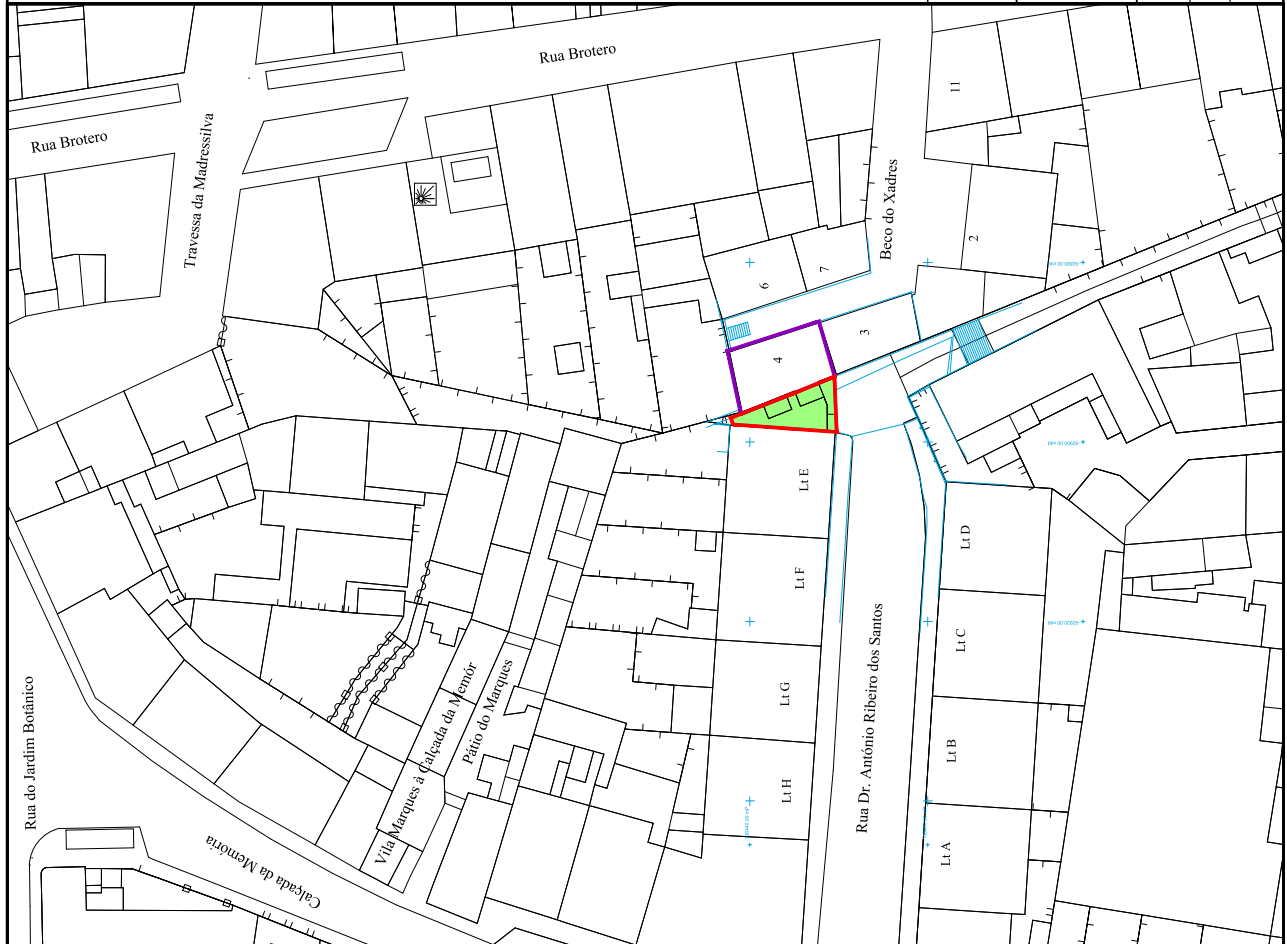 Rua Brotero
Rua Brotero
Travessa da Madressilva
11
Beco do Xadres
2
6
7
3
4
Lt E
Lt F
Lt G
Lt H
Lt D
Lt C
Lt B
Lt A
Rua Dr. António Ribeiro dos Santos
Vila Marques à Calçada da Memór
Pátio do Marques
Rua do Jardim Botânico
Calçada da Memória